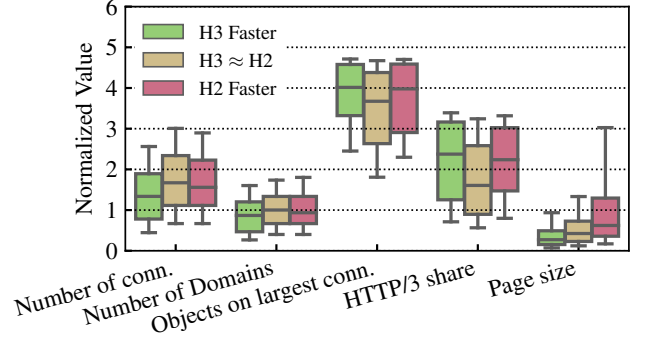 6
5
4
3
2
1
0
Normalized Value
H3 Faster
H3 ≈ H2
H2 Faster
Number of conn.
Number of Domains
Objects on largest conn.
HTTP/3 share
Page size